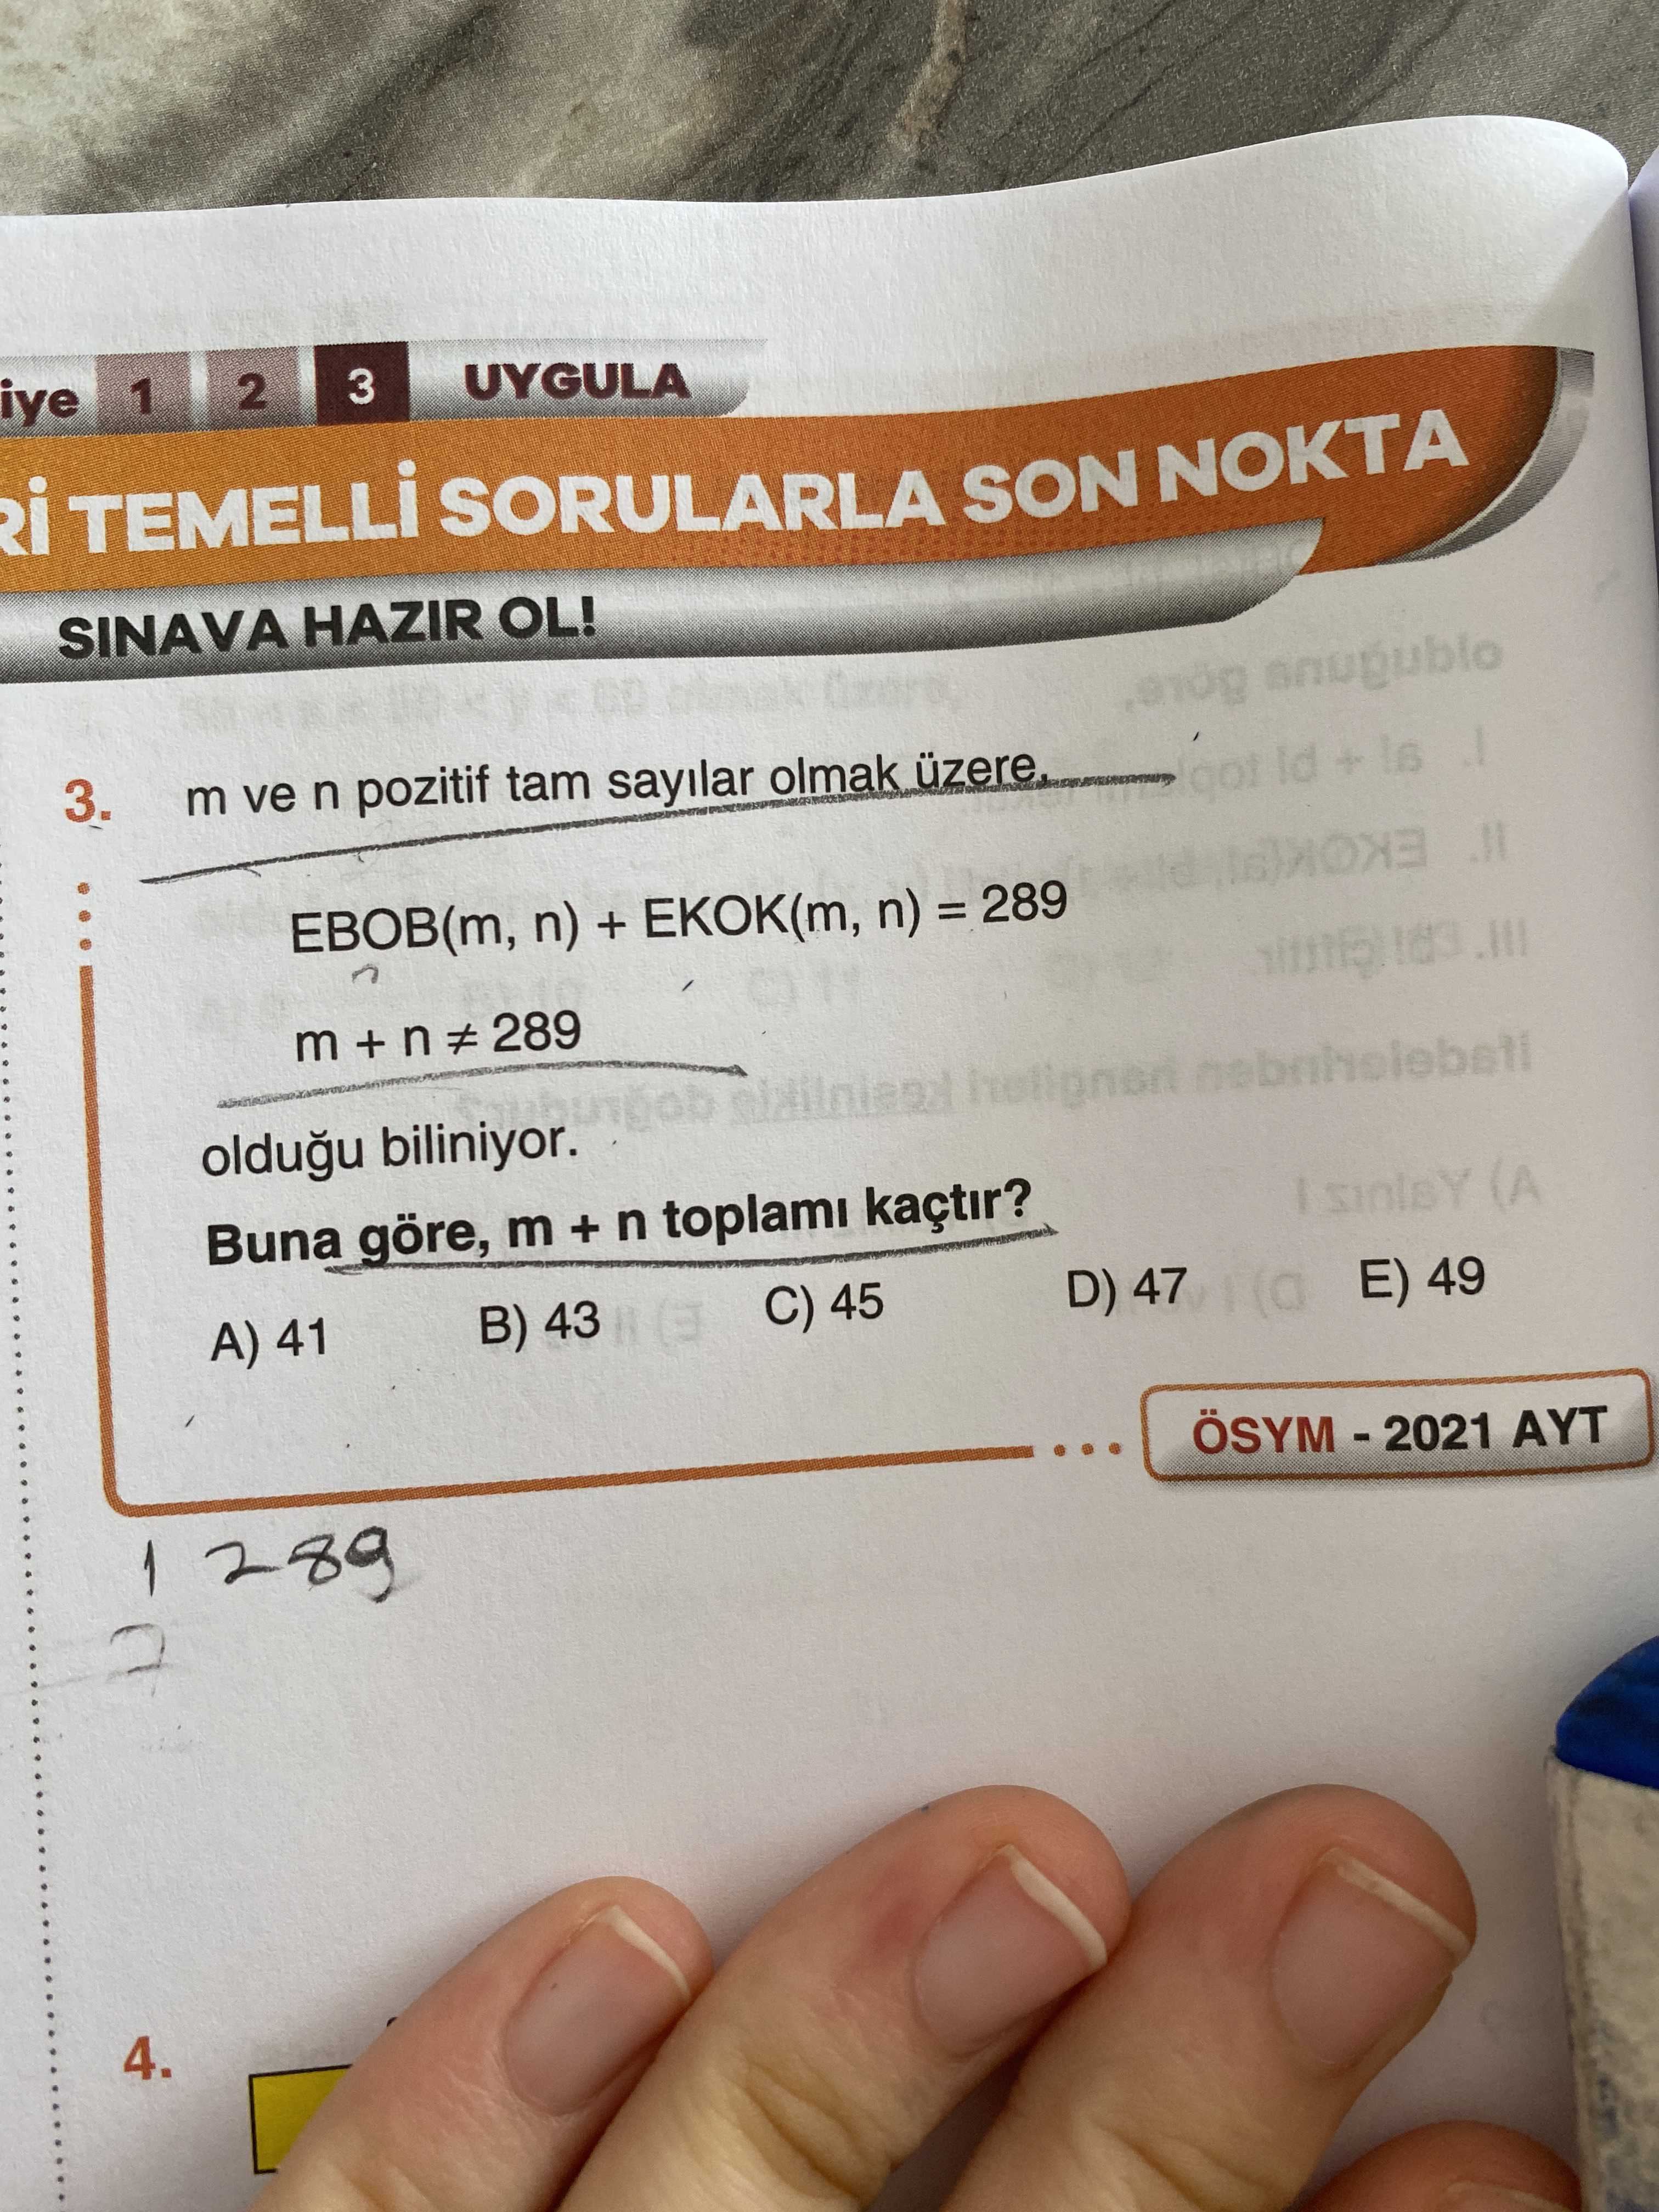 iye 1 2 3 UYGULA
Rİ TEMELLİ SORULARLA SON NOKTA
SINAVA HAZIR OL!
3. m ve n pozitif tam sayılar olmak üzere,
EBOB(m, n) + EKOK(m, n) = 289
m + n ≠ 289
olduğu biliniyor.
Buna göre, m + n toplamı kaçtır?
A) 41 B) 43 C) 45 D) 47 E) 49
ÖSYM - 2021 AYT
1 289
4.